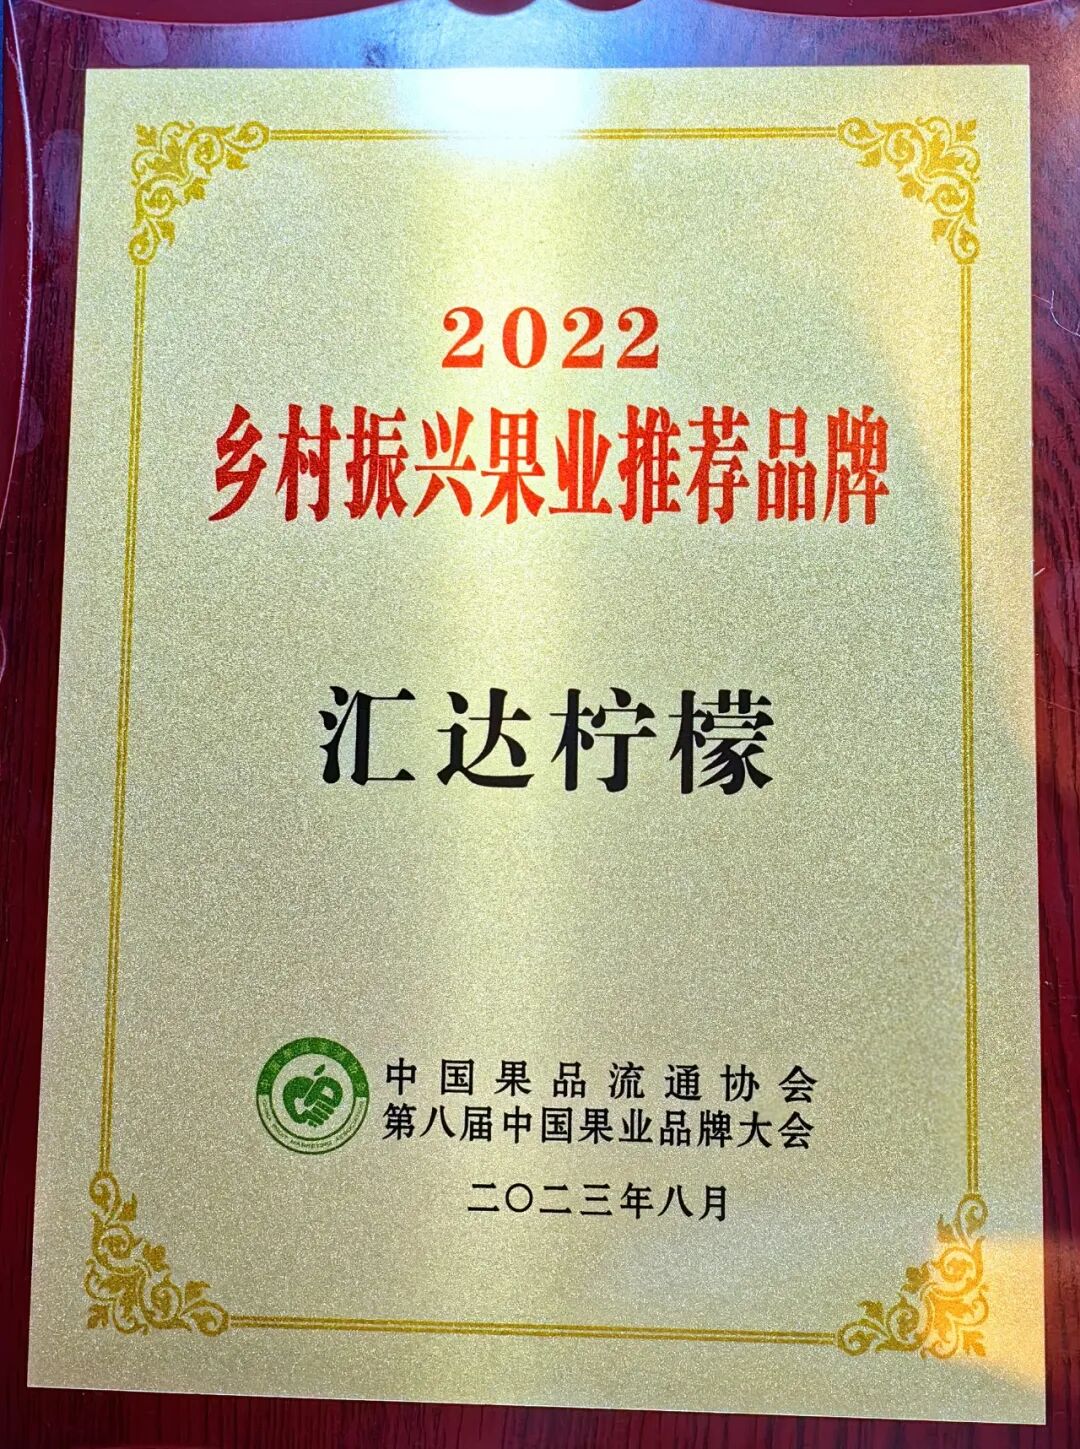 2022
乡村振兴果业推荐品牌
汇达柠檬
中国果品流通协会
第八届中国果业品牌大会
二〇二三年八月